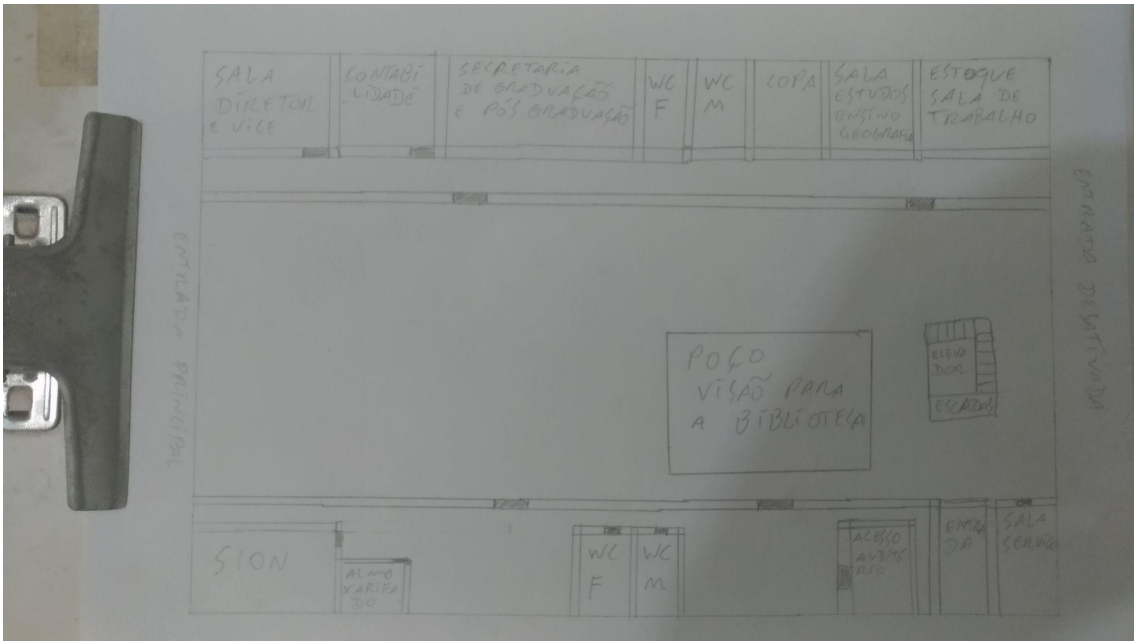 SALA
DIRETOR
E VICE
CONTABI
LIDADE
SECRETARIA
DE GRADUAÇÃO
E PÓS GRADUAÇÃO
WC
F
WC
M
COPA
SALA
ESTUDOS
ENSINO
GEOGRAFIA
ESTOQUE
SALA DE
TRABALHO
ENTRADA PRINCIPAL
ENTRADA DESATIVADA
POÇO
VISÃO PARA
A BIBLIOTECA
ELEVA
DOR
ESCADAS
SION
ALMO
XARIFA
DO
WC
F
WC
M
ACESSO
AUDITÓ
RIO
ENTRA
DA
SALA
SERVIÇO